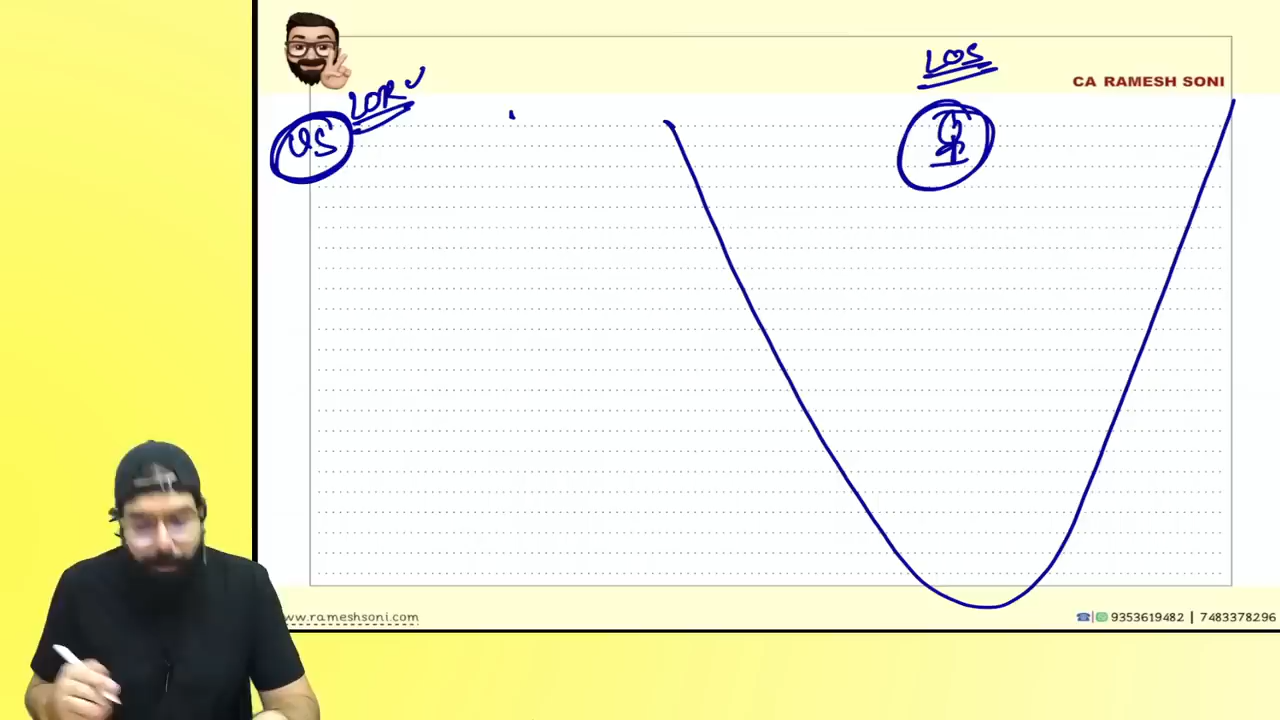 LOS
CA RAMESH SONI
LOR ✓
US
www.rameshsoni.com
9353619482 | 7483378296